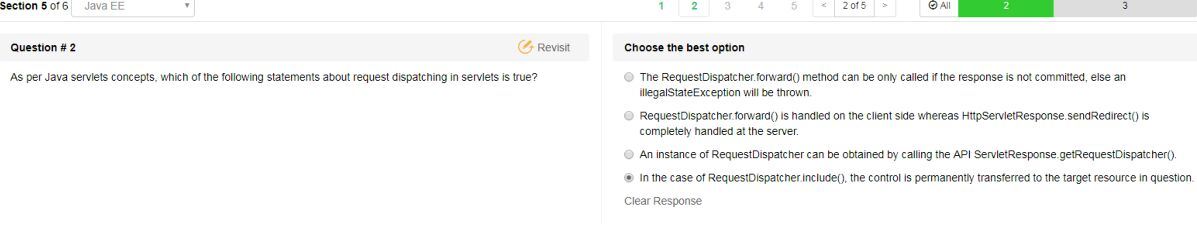 Section 5 of 6 Java EE 1 2 3 4 5 < 2 of 5 > All 2 3
Question # 2 Revisit
As per Java servlets concepts, which of the following statements about request dispatching in servlets is true?
Choose the best option
The RequestDispatcher.forward() method can be only called if the response is not committed, else an
illegalStateException will be thrown.
RequestDispatcher.forward() is handled on the client side whereas HttpServletResponse.sendRedirect() is
completely handled at the server.
An instance of RequestDispatcher can be obtained by calling the API ServletResponse.getRequestDispatcher().
In the case of RequestDispatcher.include(), the control is permanently transferred to the target resource in question.
Clear Response